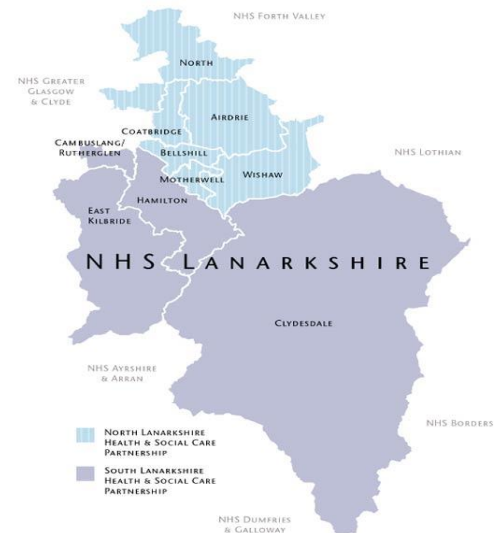 NHS FORTH VALLEY
NORTH
NHS GREATER
GLASGOW
& CLYDE
AIRDRIE
COATBRIDGE
CAMBUSLANG/
RUTHERGLEN
BELLSHILL
NHS LOTHIAN
MOTHERWELL
WISHAW
HAMILTON
EAST
KILBRIDE
NHS LANARKSHIRE
CLYDESDALE
NHS AYRSHIRE
& ARRAN
NHS BORDERS
NORTH LANARKSHIRE
HEALTH & SOCIAL CARE
PARTNERSHIP
SOUTH LANARKSHIRE
HEALTH & SOCIAL CARE
PARTNERSHIP
NHS DUMFRIES
& GALLOWAY